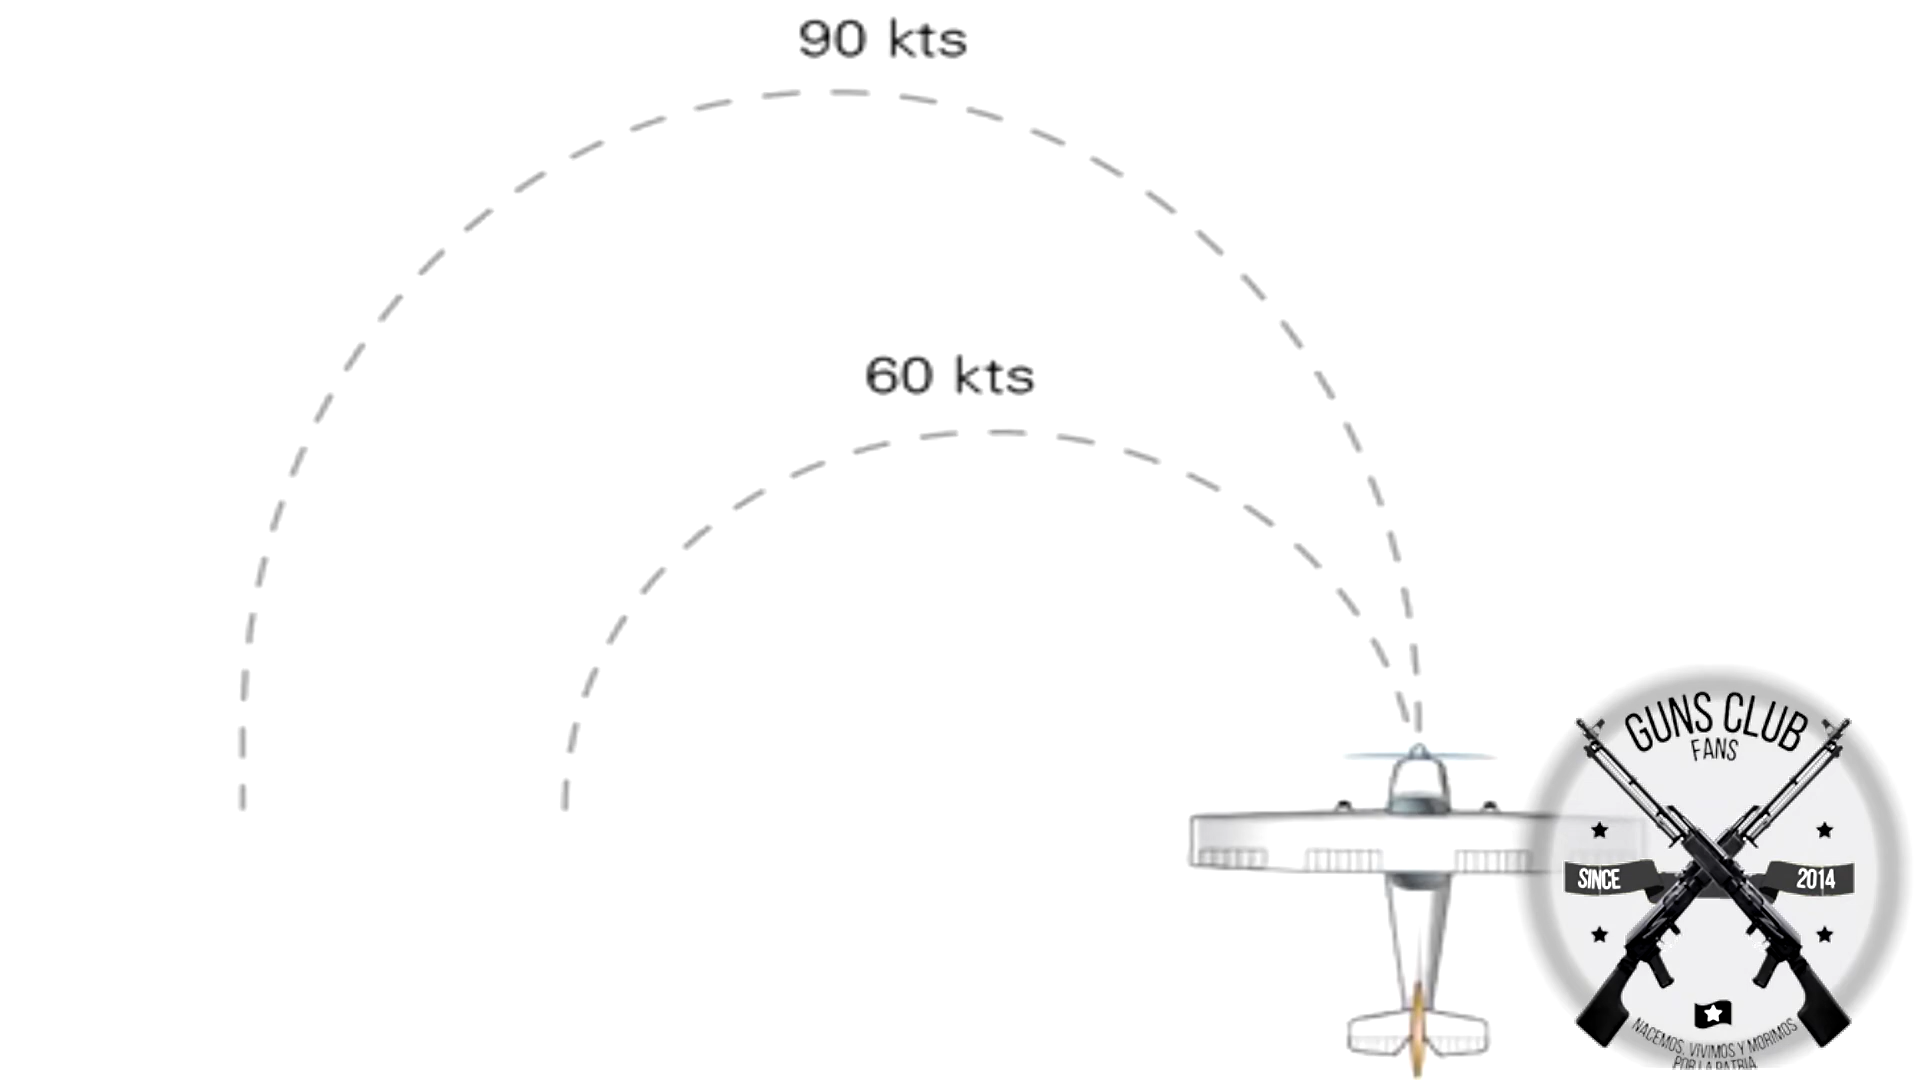 90 kts
60 kts
GUNS CLUB
FANS
SINCE
2014
NACEMOS, VIVIMOS Y MORIMOS
POR LA PATRIA